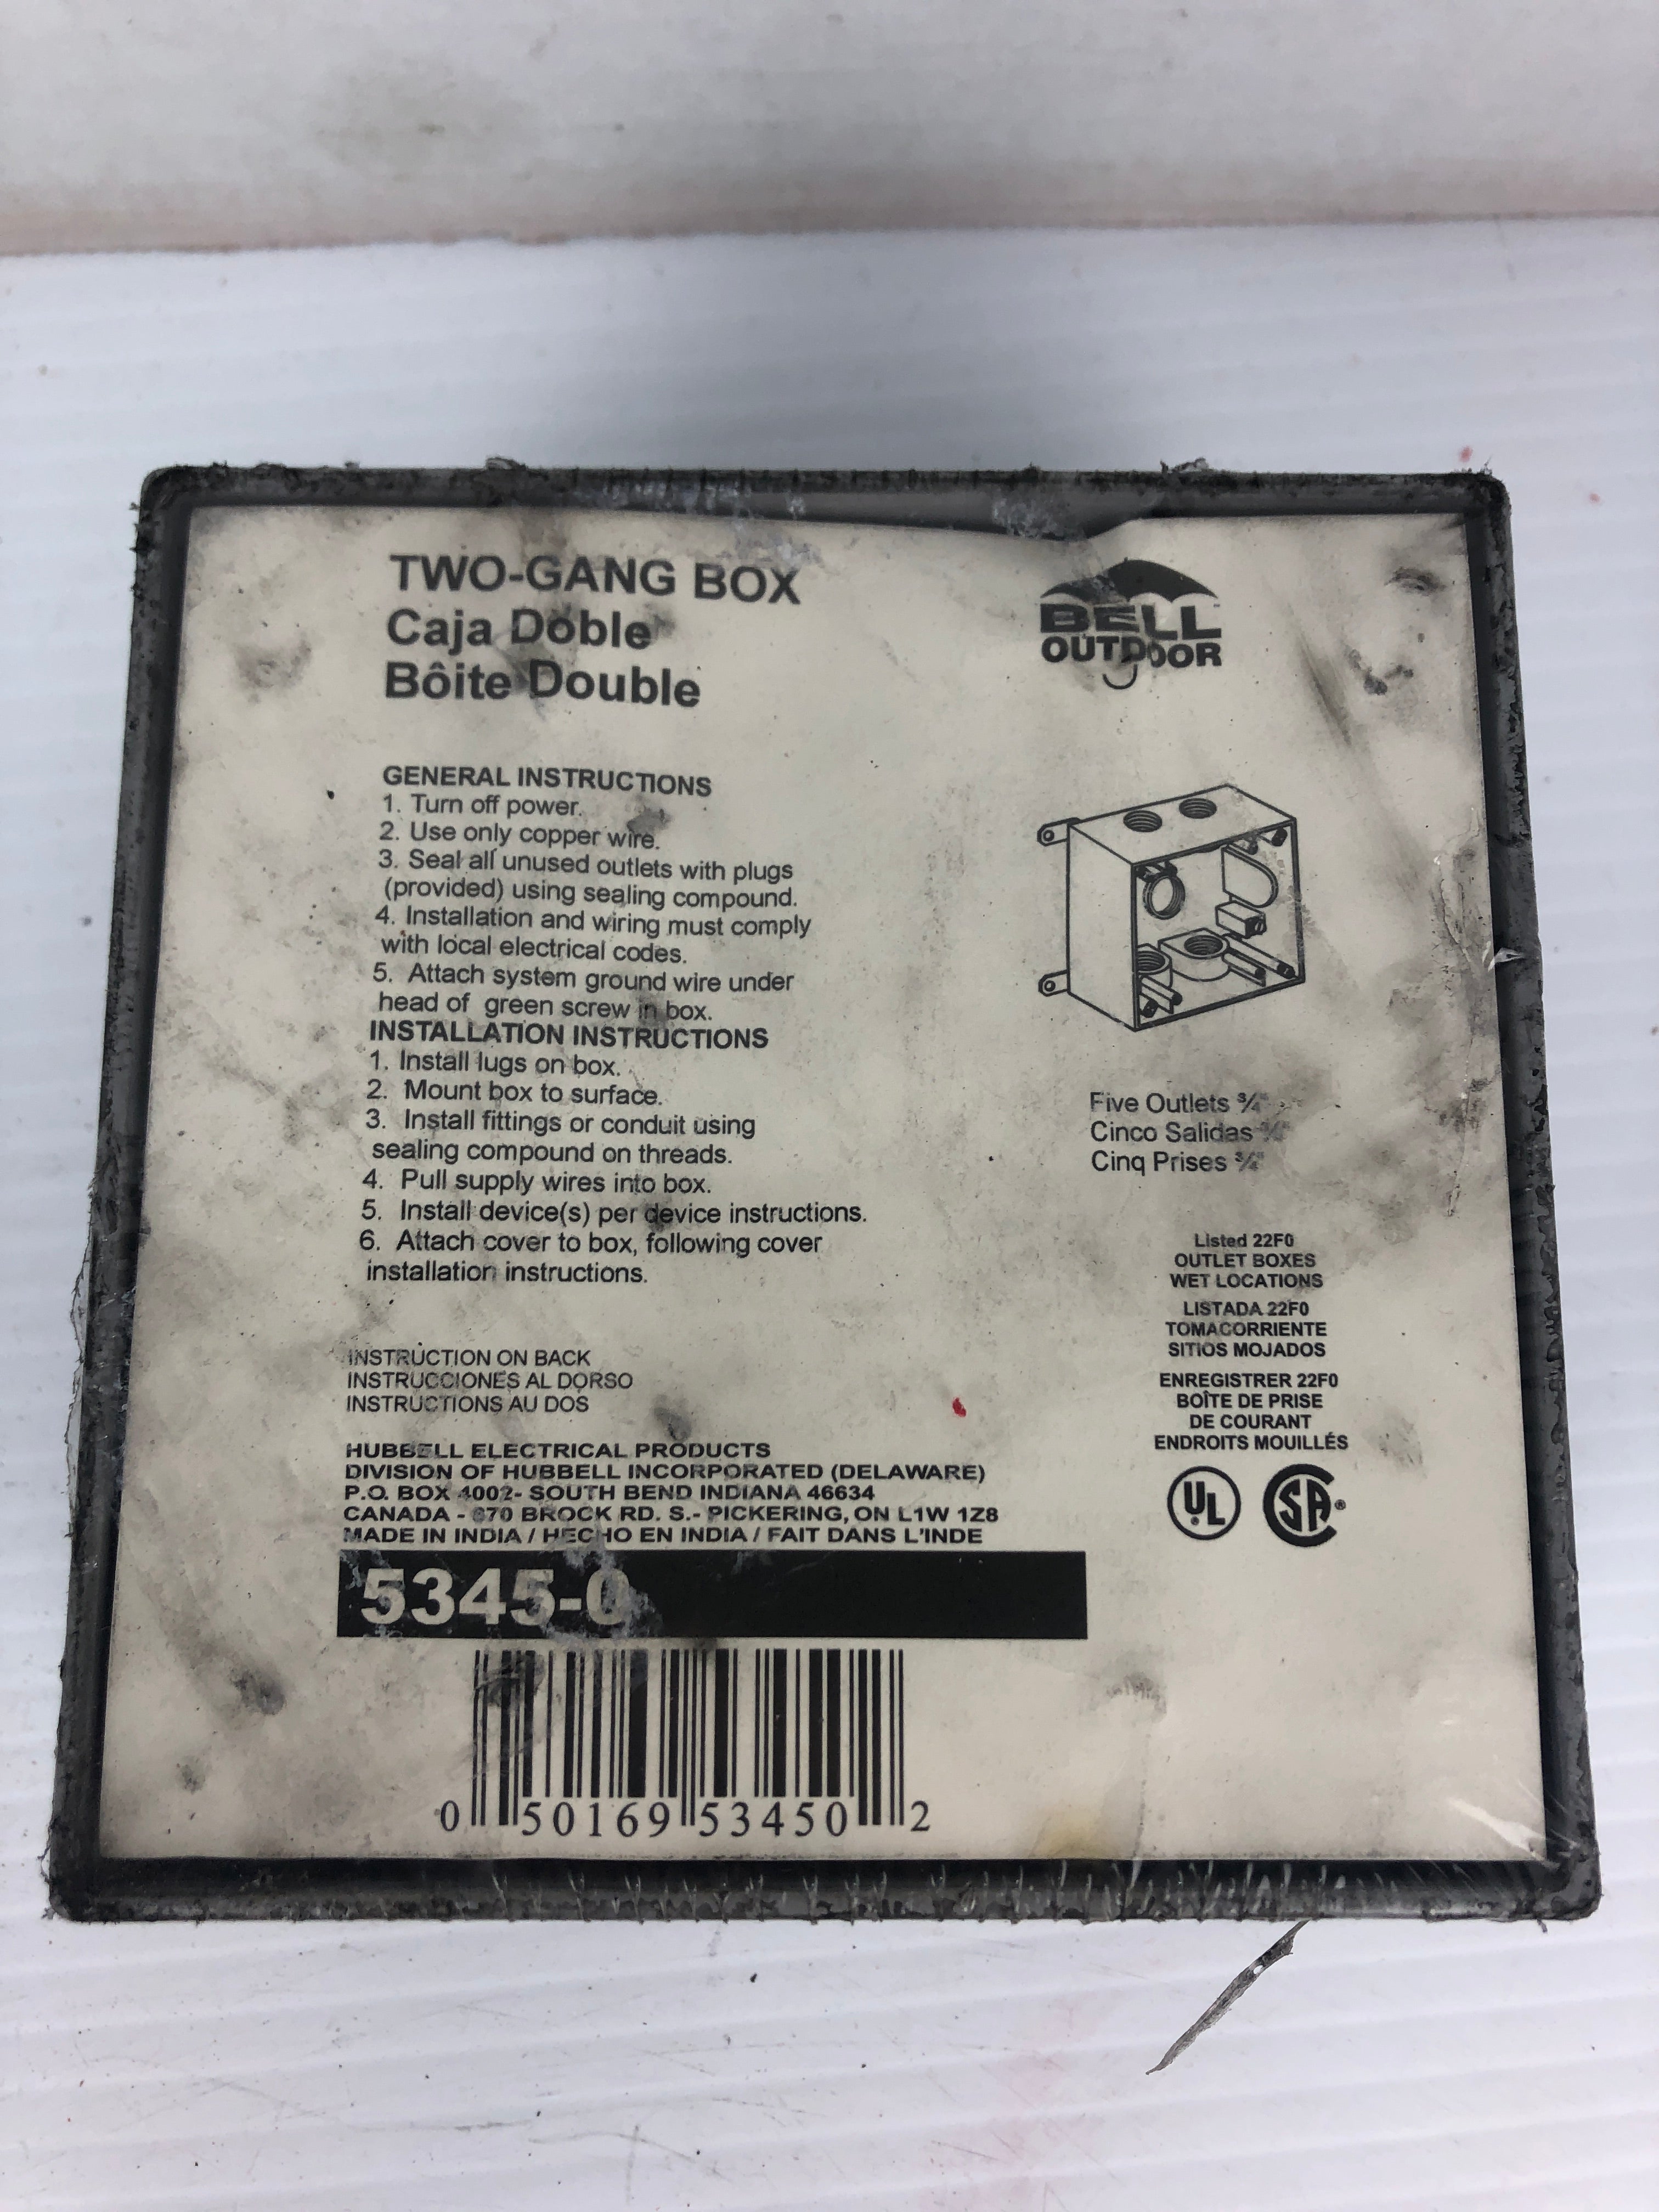 TWO-GANG BOX
Caja Doble
Bôite Double
BELL
OUTDOOR
GENERAL INSTRUCTIONS
1. Turn off power.
2. Use only copper wire.
3. Seal all unused outlets with plugs
(provided) using sealing compound.
4. Installation and wiring must comply
with local electrical codes.
5. Attach system ground wire under
head of green screw in box.
INSTALLATION INSTRUCTIONS
1. Install lugs on box.
2. Mount box to surface.
3. Install fittings or conduit using
sealing compound on threads.
4. Pull supply wires into box.
5. Install device(s) per device instructions.
6. Attach cover to box, following cover
installation instructions.
Five Outlets ¾"
Cinco Salidas ¾"
Cinq Prises ¾"
Listed 22F0
OUTLET BOXES
WET LOCATIONS
LISTADA 22F0
TOMACORRIENTE
SITIOS MOJADOS
ENREGISTRER 22F0
BOÎTE DE PRISE
DE COURANT
ENDROITS MOUILLÉS
UL SA®
INSTRUCTION ON BACK
INSTRUCCIONES AL DORSO
INSTRUCTIONS AU DOS
HUBBELL ELECTRICAL PRODUCTS
DIVISION OF HUBBELL INCORPORATED (DELAWARE)
P.O. BOX 4002- SOUTH BEND INDIANA 46634
CANADA - 870 BROCK RD. S.- PICKERING, ON L1W 1Z8
MADE IN INDIA / HECHO EN INDIA / FAIT DANS L'INDE
5345-0
0 50169 53450 2